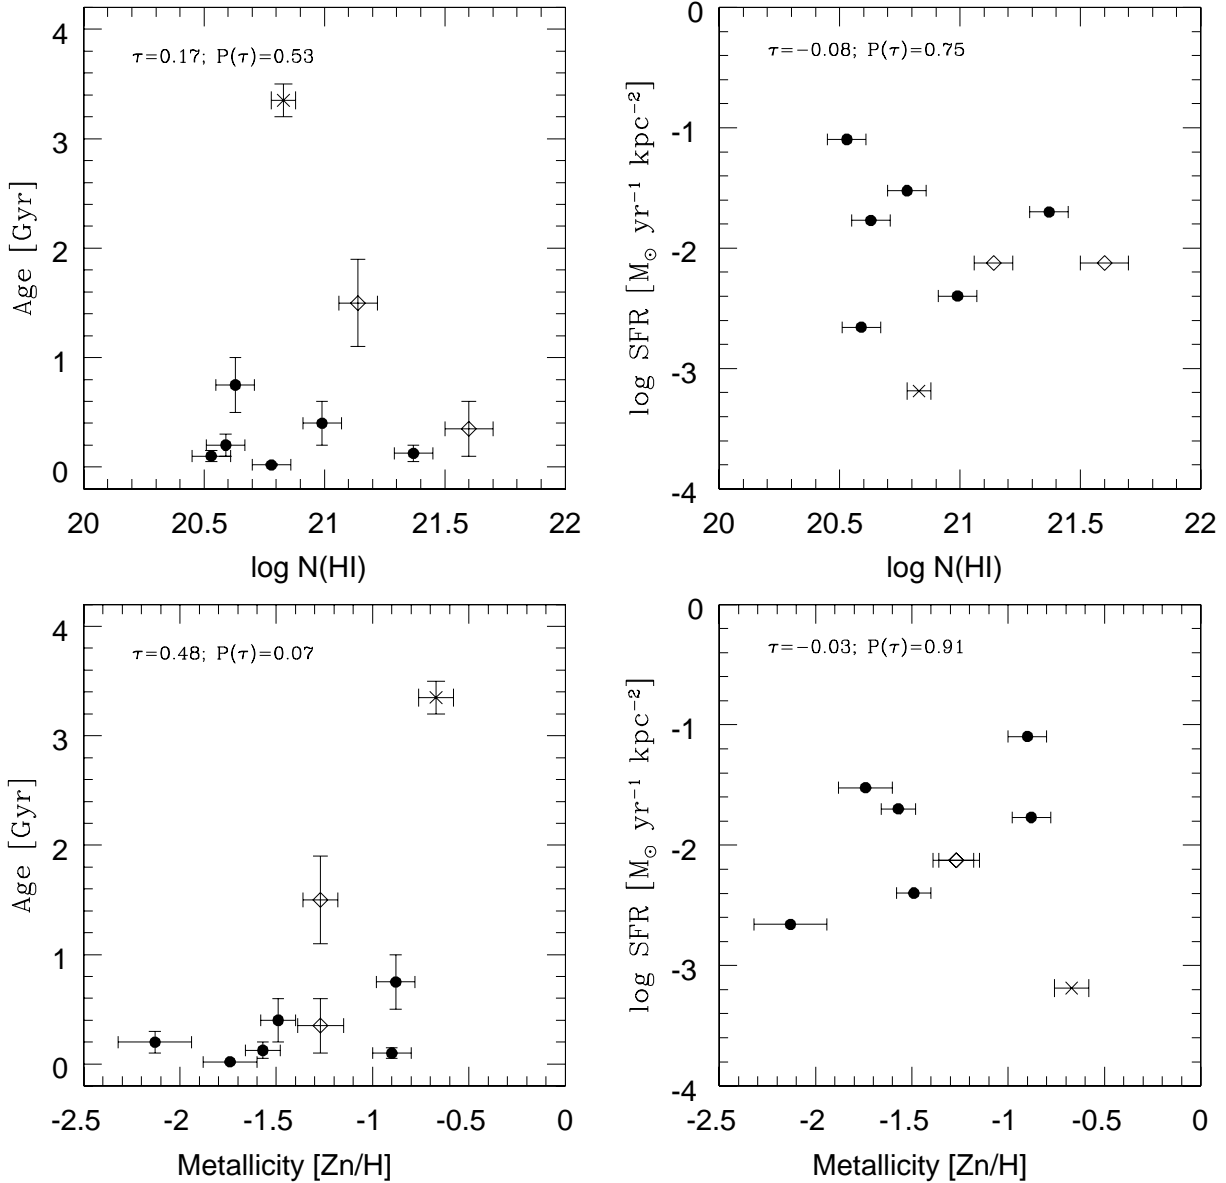 τ=0.17; P(τ)=0.53
4
3
2
1
0
Age [Gyr]
20 20.5 21 21.5 22
log N(HI)
τ=−0.08; P(τ)=0.75
0
-1
-2
-3
-4
log SFR [M⊙ yr⁻¹ kpc⁻²]
20 20.5 21 21.5 22
log N(HI)
τ=0.48; P(τ)=0.07
4
3
2
1
0
Age [Gyr]
-2.5 -2 -1.5 -1 -0.5 0
Metallicity [Zn/H]
τ=−0.03; P(τ)=0.91
0
-1
-2
-3
-4
log SFR [M⊙ yr⁻¹ kpc⁻²]
-2.5 -2 -1.5 -1 -0.5 0
Metallicity [Zn/H]